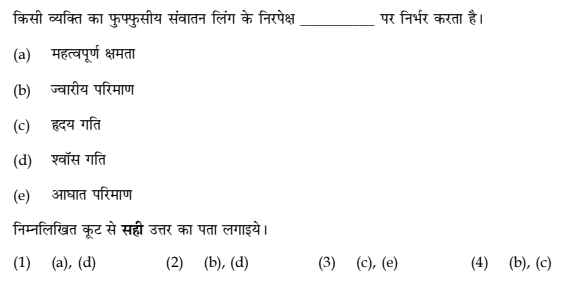 किसी व्यक्ति का फुफ्फुसीय संवातन लिंग के निरपेक्ष __________ पर निर्भर करता है।
(a) महत्वपूर्ण क्षमता
(b) ज्वारीय परिमाण
(c) हृदय गति
(d) श्वॉस गति
(e) आघात परिमाण
निम्नलिखित कूट से सही उत्तर का पता लगाइये।
(1) (a), (d) (2) (b), (d) (3) (c), (e) (4) (b), (c)